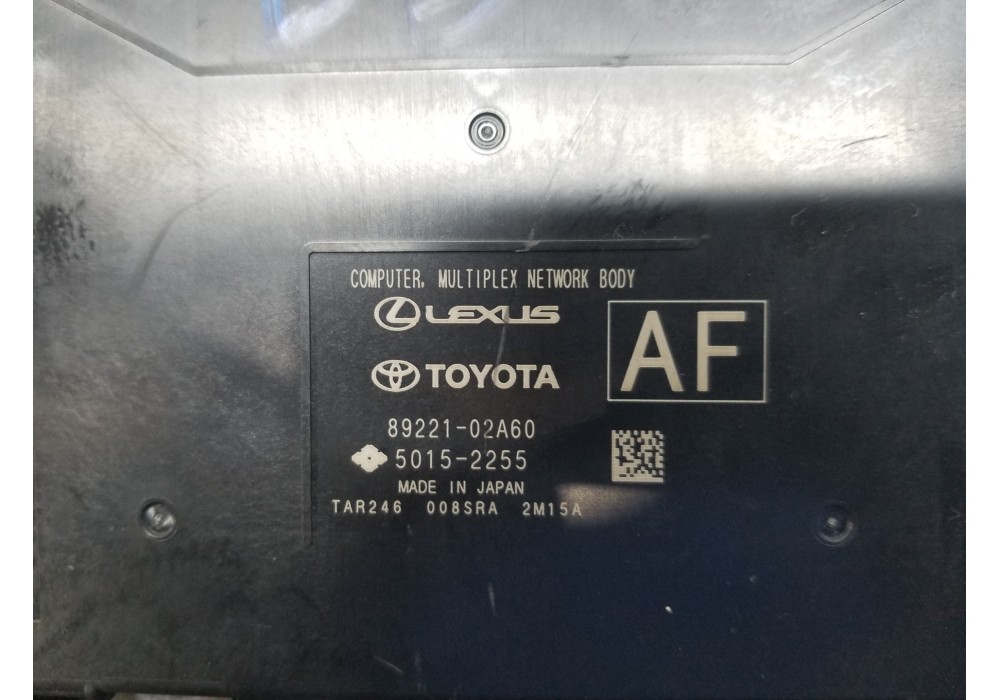 COMPUTER, MULTIPLEX NETWORK BODY
LEXUS
AF
TOYOTA
89221-02A60
5015-2255
MADE IN JAPAN
TAR246 008SRA 2M15A